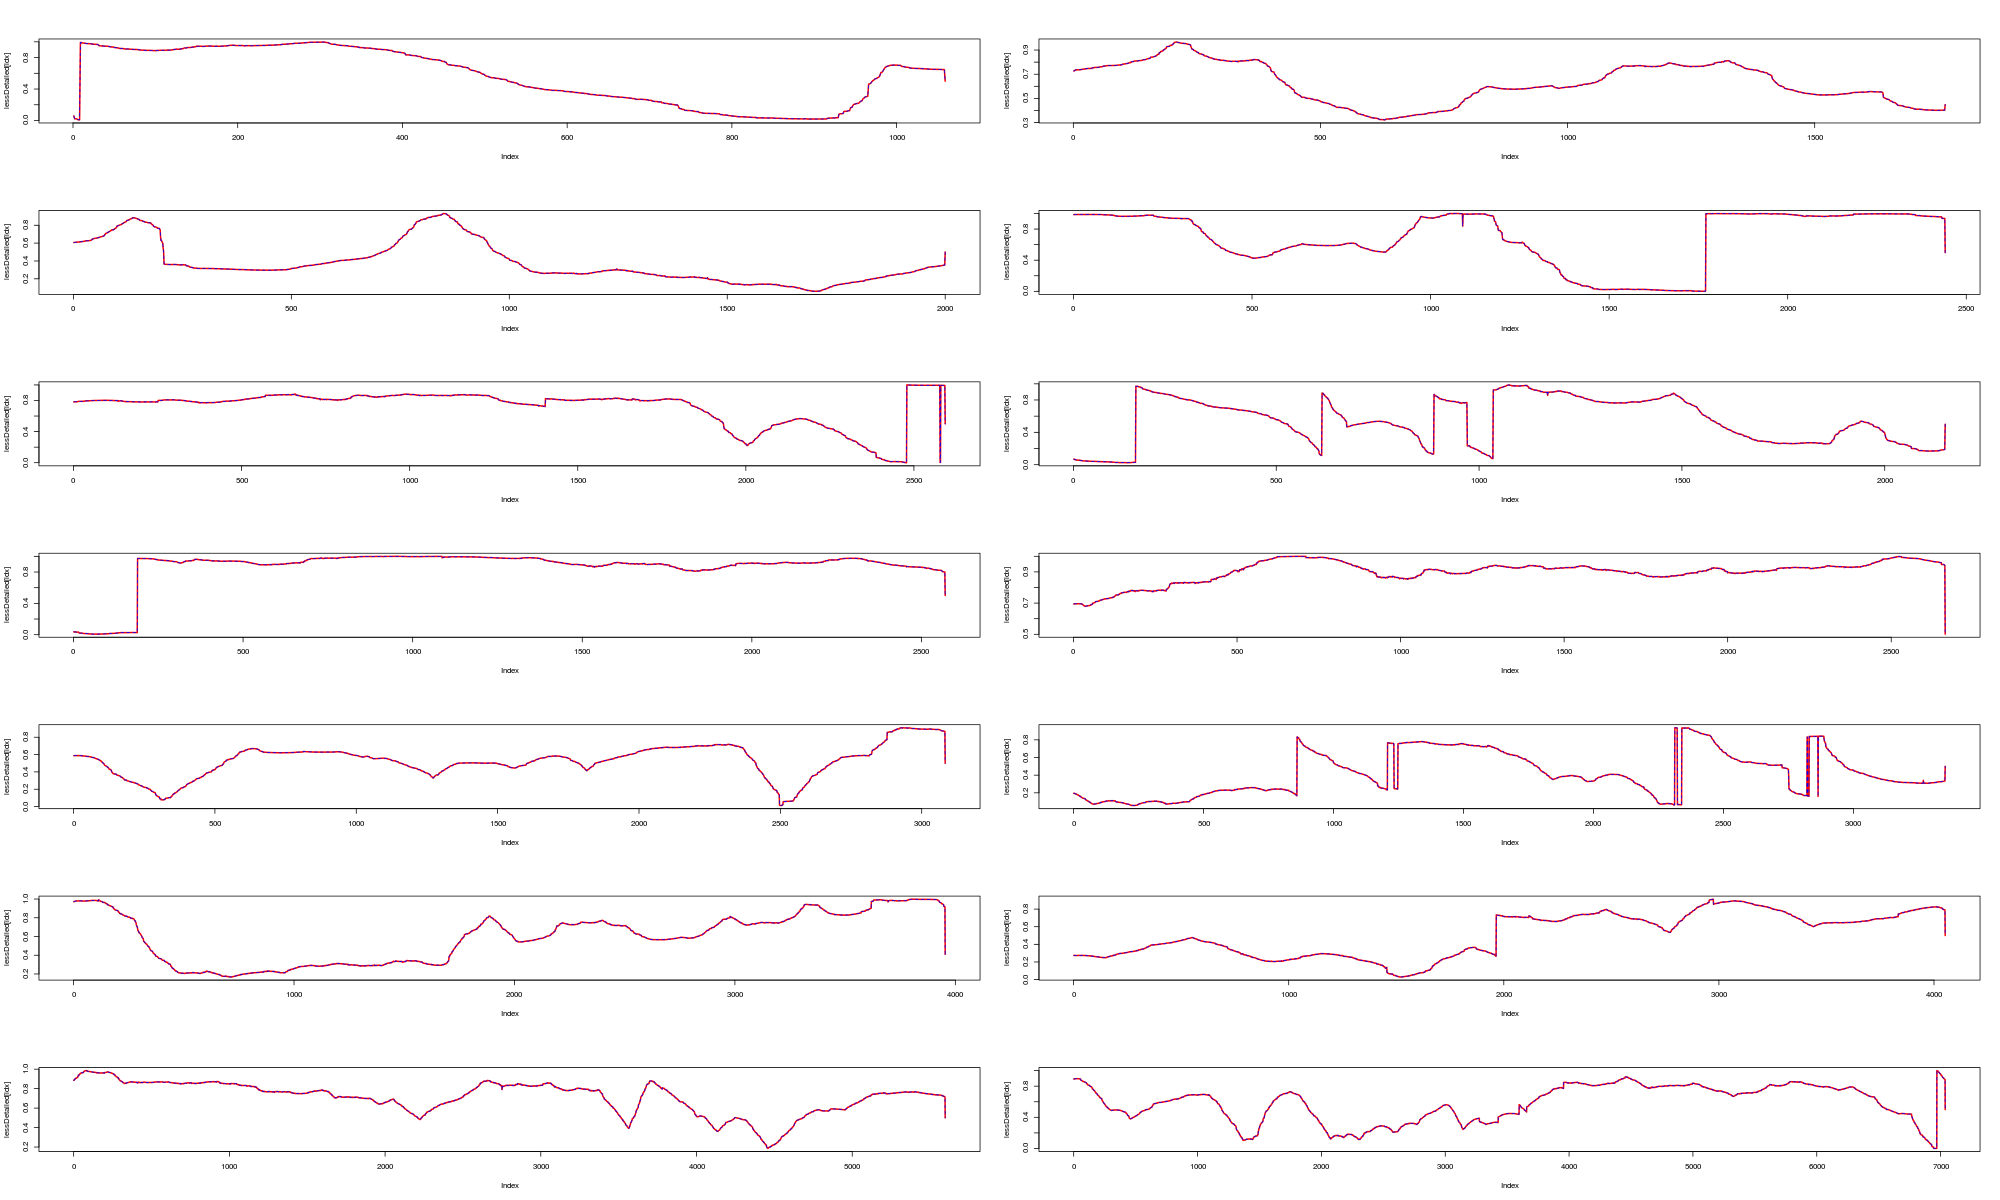 lessDetailed[idx]
0.0 0.4 0.8
0 200 400 600 800 1000
Index
lessDetailed[idx]
0.3 0.5 0.7 0.9
0 500 1000 1500
Index
lessDetailed[idx]
0.2 0.4 0.6 0.8
0 500 1000 1500 2000
Index
lessDetailed[idx]
0.0 0.4 0.8
0 500 1000 1500 2000 2500
Index
lessDetailed[idx]
0.0 0.4 0.8
0 500 1000 1500 2000 2500
Index
lessDetailed[idx]
0.0 0.4 0.8
0 500 1000 1500 2000
Index
lessDetailed[idx]
0.0 0.4 0.8
0 500 1000 1500 2000 2500
Index
lessDetailed[idx]
0.5 0.7 0.9
0 500 1000 1500 2000 2500
Index
lessDetailed[idx]
0.0 0.2 0.4 0.6 0.8
0 500 1000 1500 2000 2500 3000
Index
lessDetailed[idx]
0.2 0.4 0.6 0.8
0 500 1000 1500 2000 2500 3000
Index
lessDetailed[idx]
0.2 0.4 0.6 0.8 1.0
0 1000 2000 3000 4000
Index
lessDetailed[idx]
0.0 0.2 0.4 0.6 0.8
0 1000 2000 3000 4000
Index
lessDetailed[idx]
0.2 0.4 0.6 0.8 1.0
0 1000 2000 3000 4000 5000
Index
lessDetailed[idx]
0.0 0.4 0.8
0 1000 2000 3000 4000 5000 6000 7000
Index